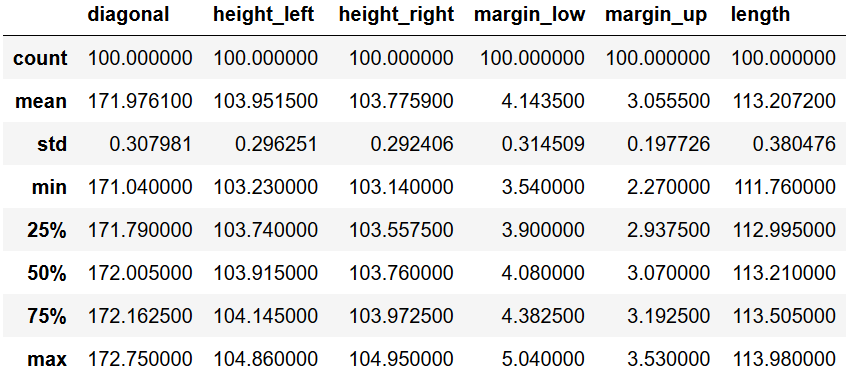 diagonal height_left height_right margin_low margin_up length
count 100.000000 100.000000 100.000000 100.000000 100.000000 100.000000
mean 171.976100 103.951500 103.775900 4.143500 3.055500 113.207200
std 0.307981 0.296251 0.292406 0.314509 0.197726 0.380476
min 171.040000 103.230000 103.140000 3.540000 2.270000 111.760000
25% 171.790000 103.740000 103.557500 3.900000 2.937500 112.995000
50% 172.005000 103.915000 103.760000 4.080000 3.070000 113.210000
75% 172.162500 104.145000 103.972500 4.382500 3.192500 113.505000
max 172.750000 104.860000 104.950000 5.040000 3.530000 113.980000